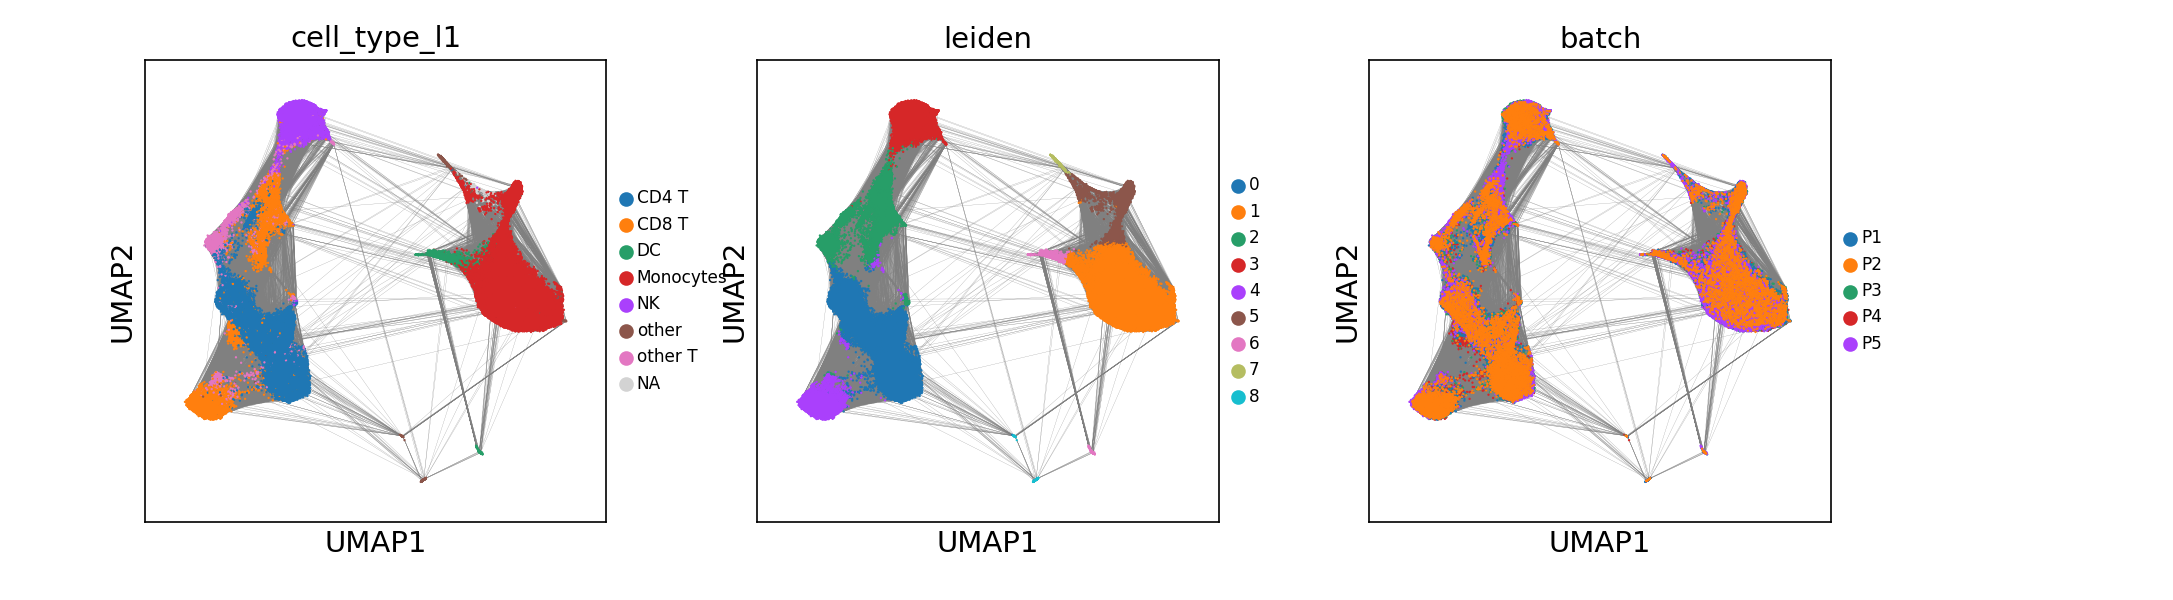 cell_type_l1
UMAP2
UMAP1
CD4 T
CD8 T
DC
Monocytes
NK
other
other T
NA
leiden
UMAP2
UMAP1
0
1
2
3
4
5
6
7
8
batch
UMAP2
UMAP1
P1
P2
P3
P4
P5